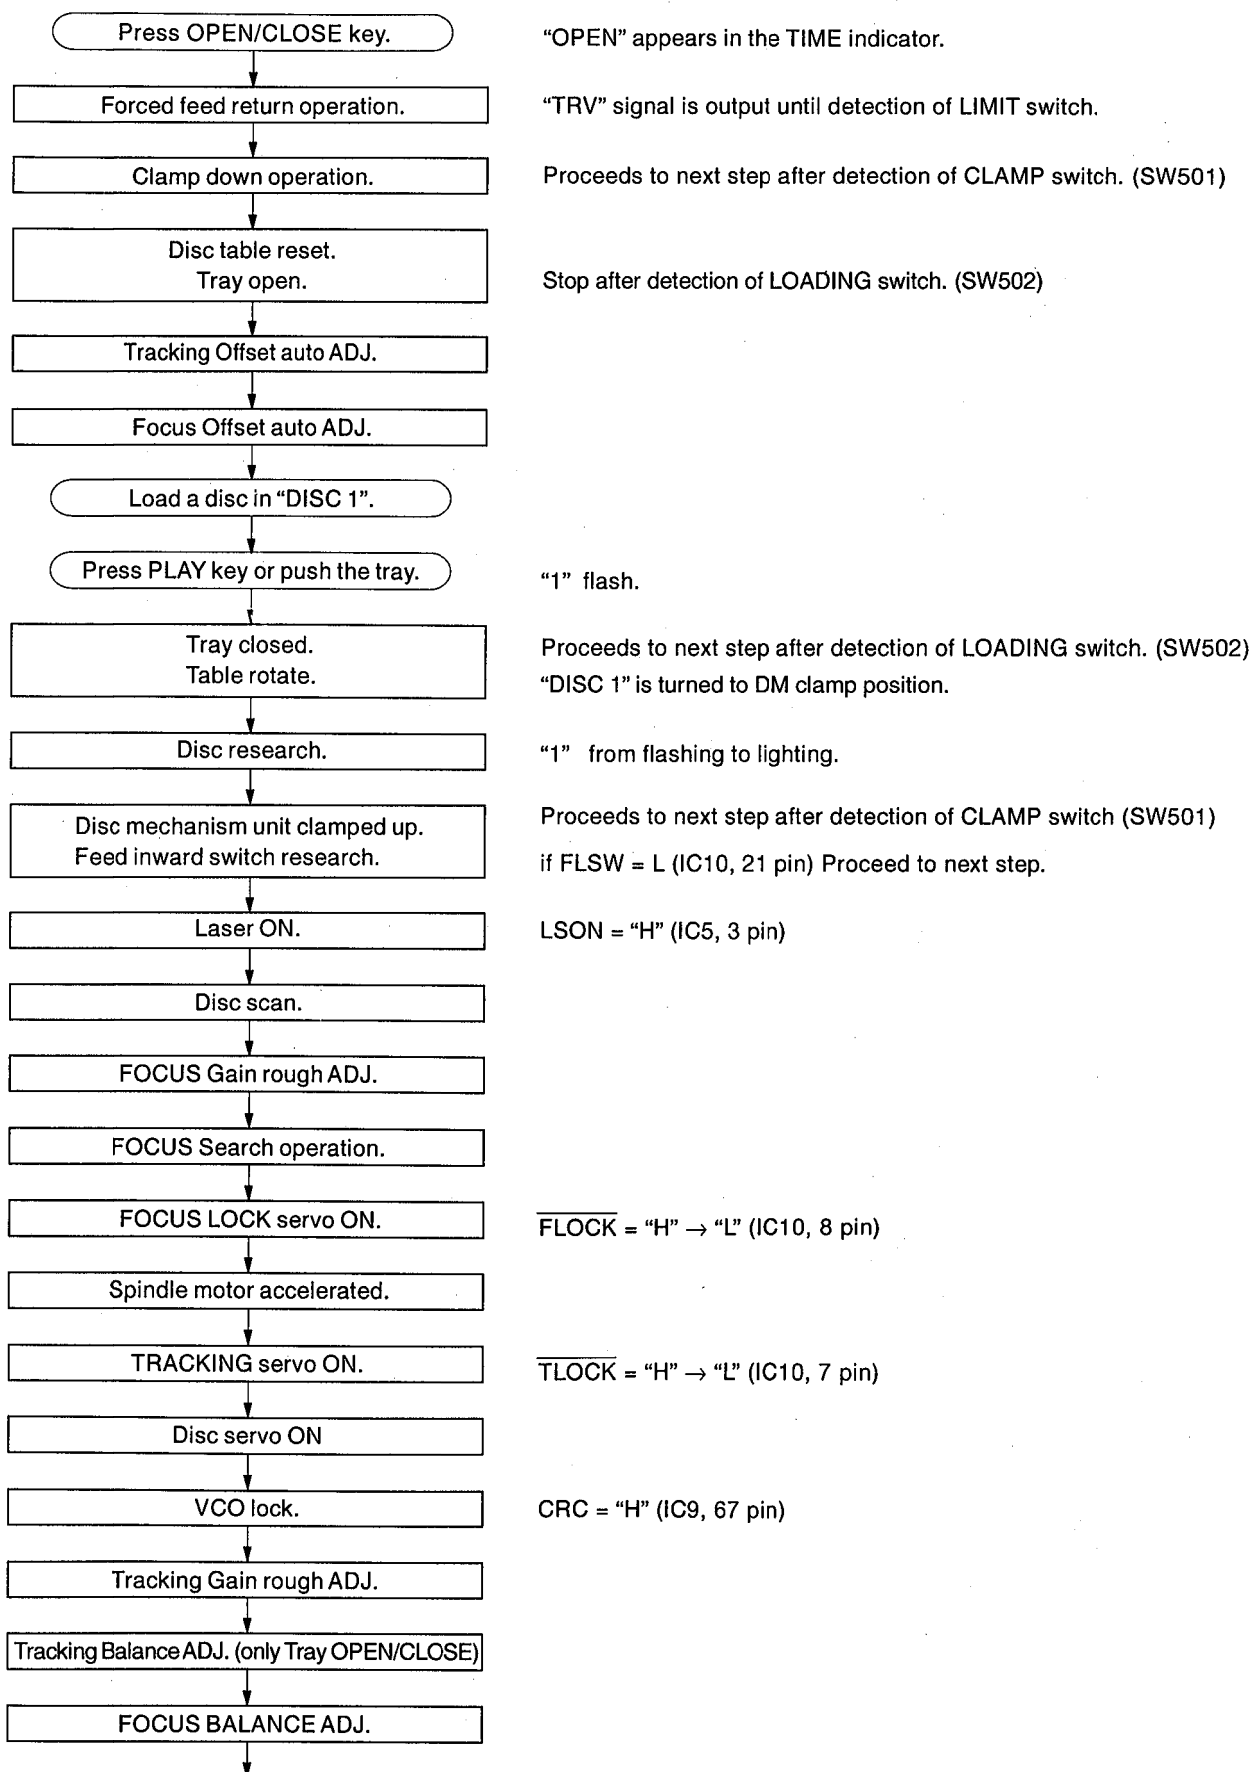 Press OPEN/CLOSE key.
“OPEN” appears in the TIME indicator.
Forced feed return operation.
“TRV” signal is output until detection of LIMIT switch.
Clamp down operation.
Proceeds to next step after detection of CLAMP switch. (SW501)
Disc table reset.
Tray open.
Stop after detection of LOADING switch. (SW502)
Tracking Offset auto ADJ.
Focus Offset auto ADJ.
Load a disc in “DISC 1”.
Press PLAY key or push the tray.
“1” flash.
Tray closed.
Proceeds to next step after detection of LOADING switch. (SW502)
Table rotate.
“DISC 1” is turned to DM clamp position.
Disc research.
“1” from flashing to lighting.
Disc mechanism unit clamped up.
Proceeds to next step after detection of CLAMP switch (SW501)
Feed inward switch research.
if FLSW = L (IC10, 21 pin) Proceed to next step.
Laser ON.
LSON = “H” (IC5, 3 pin)
Disc scan.
FOCUS Gain rough ADJ.
FOCUS Search operation.
FOCUS LOCK servo ON.
F̅L̅O̅C̅K̅ = “H” → “L” (IC10, 8 pin)
Spindle motor accelerated.
TRACKING servo ON.
T̅L̅O̅C̅K̅ = “H” → “L” (IC10, 7 pin)
Disc servo ON
VCO lock.
CRC = “H” (IC9, 67 pin)
Tracking Gain rough ADJ.
Tracking Balance ADJ. (only Tray OPEN/CLOSE)
FOCUS BALANCE ADJ.